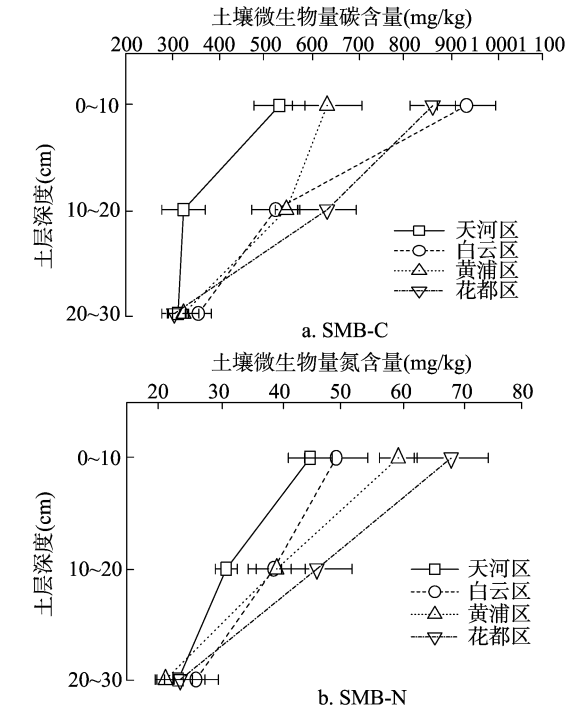 土壤微生物量碳含量(mg/kg)
200 300 400 500 600 700 800 900 1 000 1 100
土层深度(cm)
0~10
10~20
20~30
天河区
白云区
黄浦区
花都区
a. SMB-C
土壤微生物量氮含量(mg/kg)
20 30 40 50 60 70 80
土层深度(cm)
0~10
10~20
20~30
天河区
白云区
黄浦区
花都区
b. SMB-N